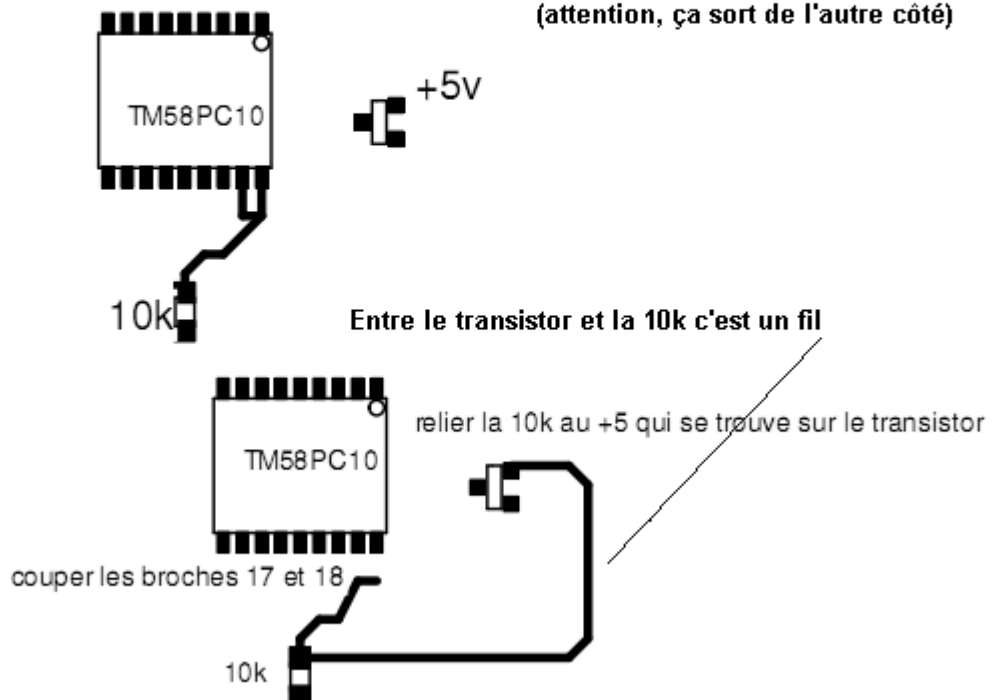 (attention, ça sort de l'autre côté)
+5v
TM58PC10
10k
Entre le transistor et la 10k c'est un fil
relier la 10k au +5 qui se trouve sur le transistor
TM58PC10
couper les broches 17 et 18
10k